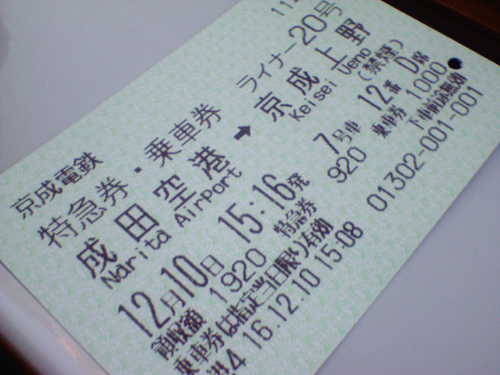 京成電鉄
特急券・乗車券 ライナー20号
成田空港 ➡ 京成上野
Narita Airport Keisei Ueno
12月10日 15:16発 7号車 12番 D席 (禁煙)
領収額 1920 特急券 920 乗車券 1000
乗車券は指定当日限り有効 下車前途無効
16.12.10 15-08 01302-001-001